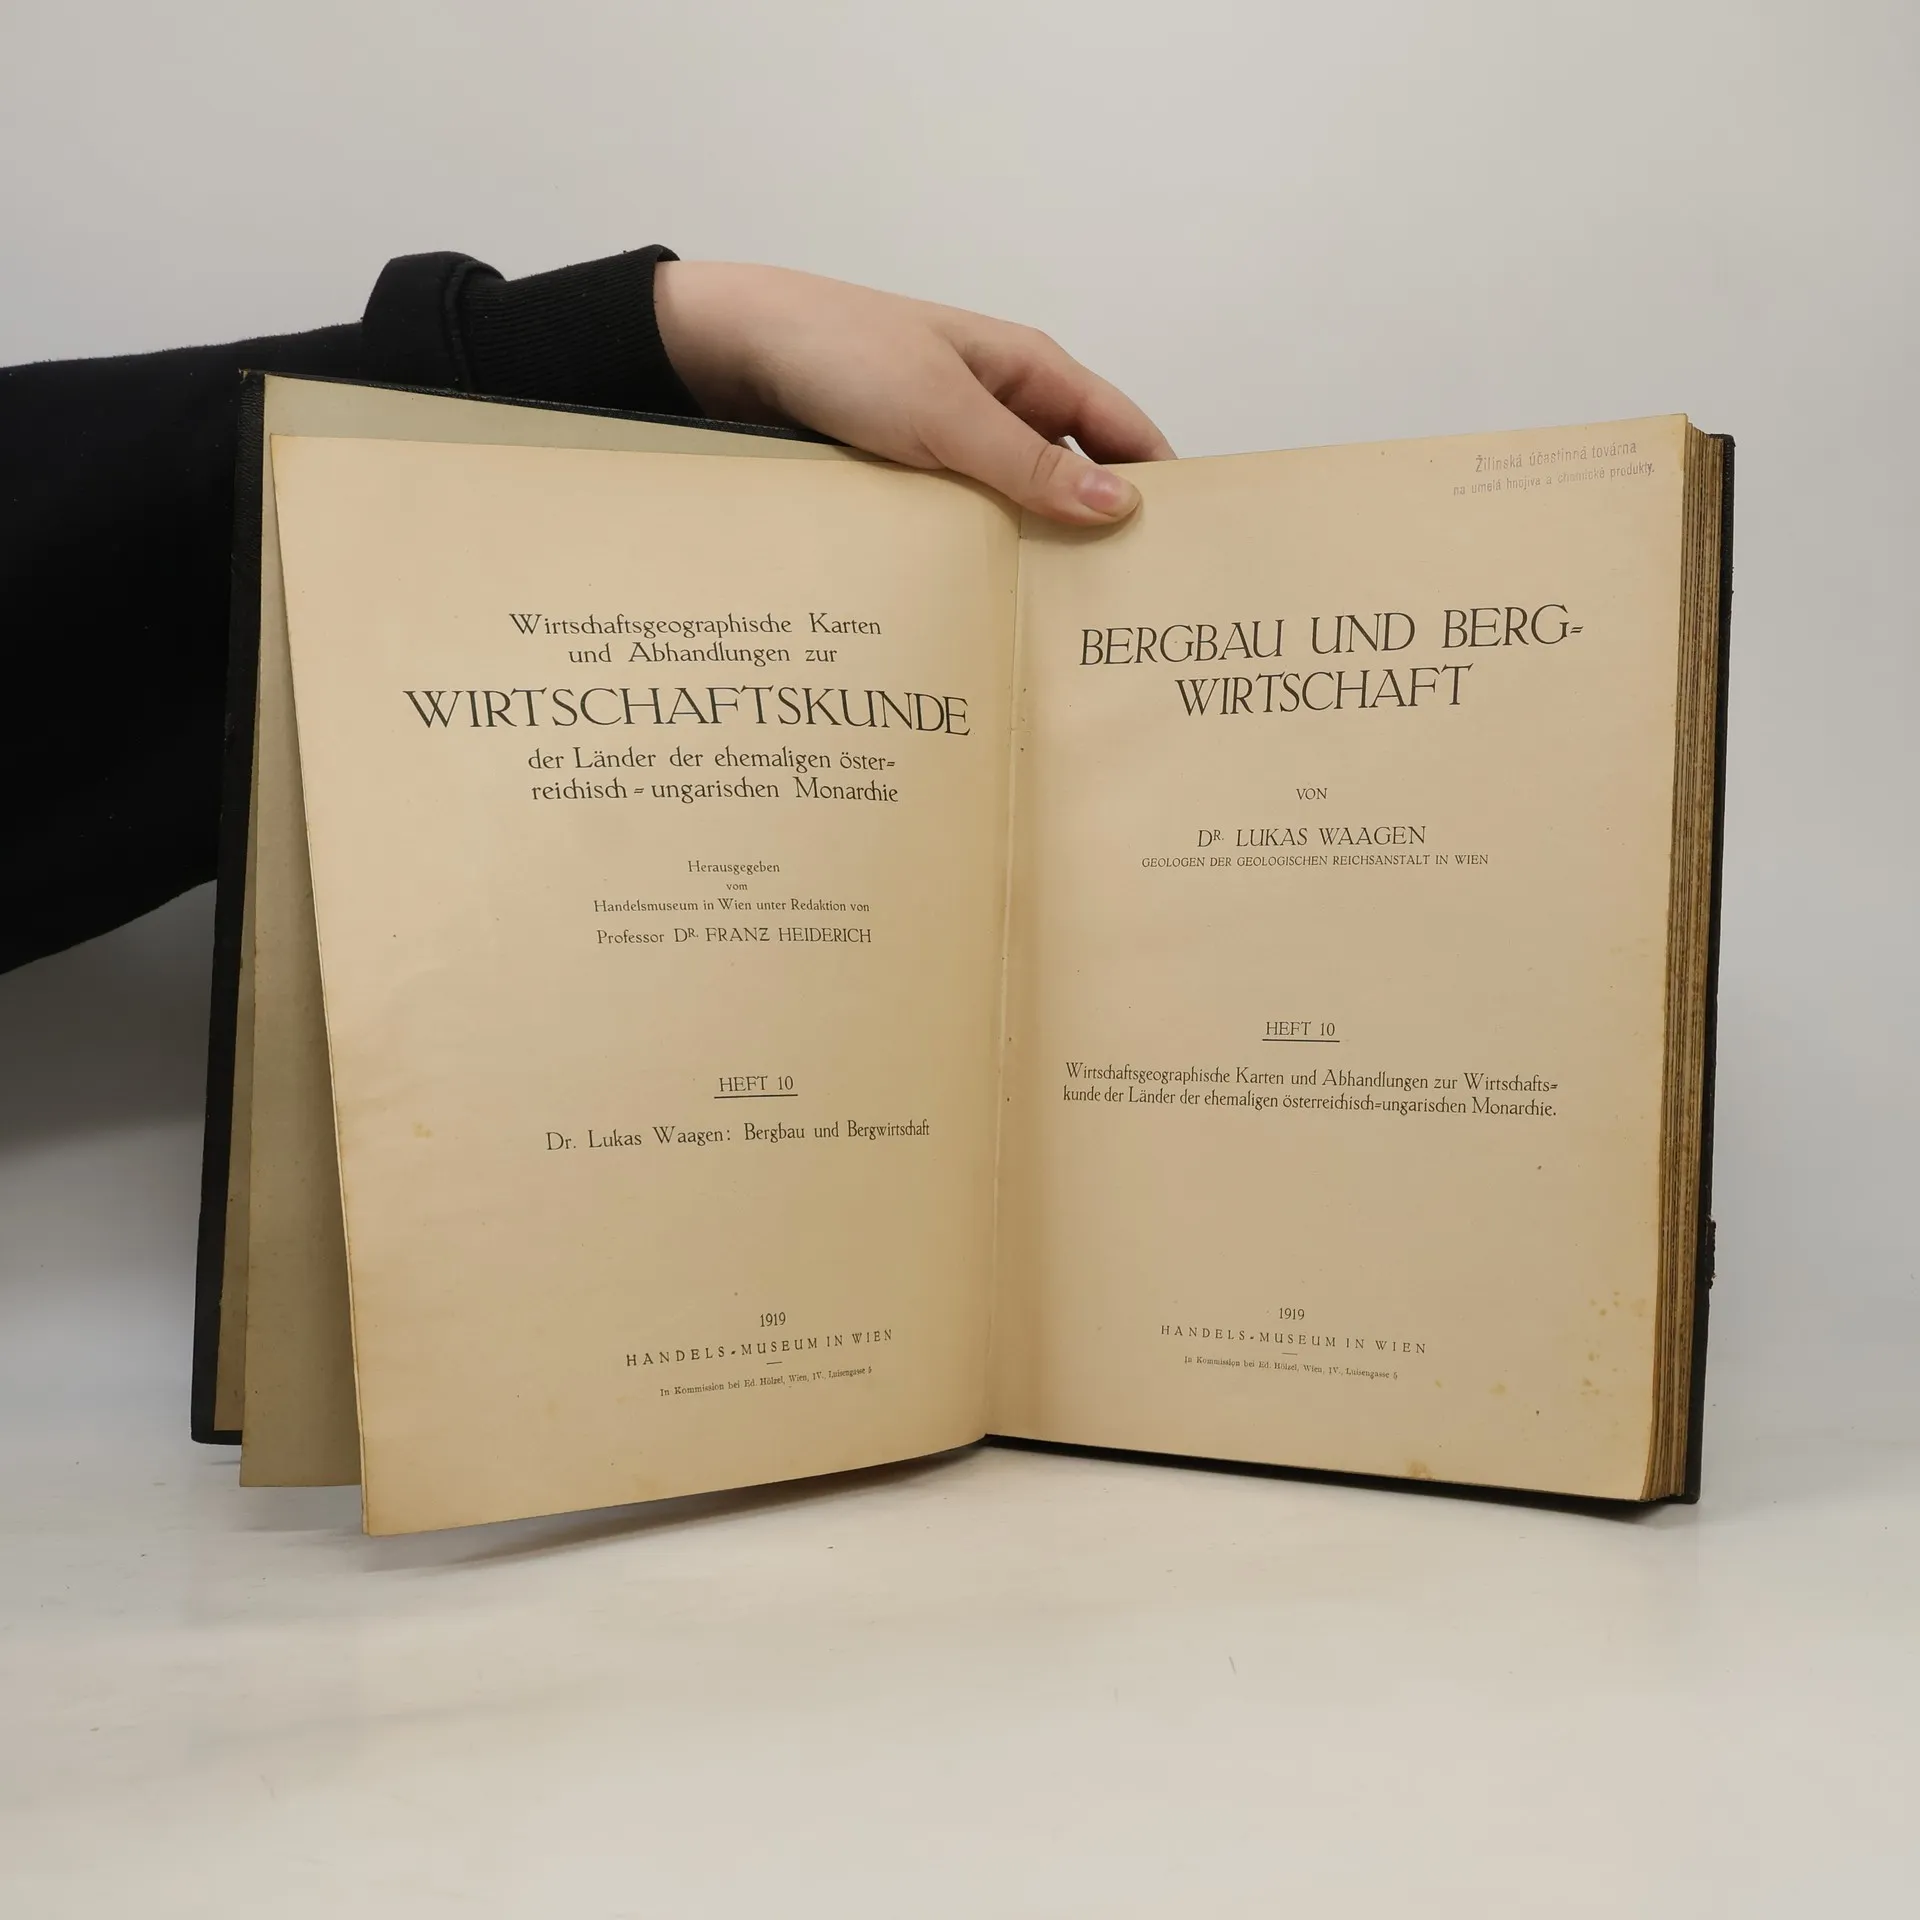 Wirtschaftsgeographische Karten
und Abhandlungen zur
WIRTSCHAFTSKUNDE
der Länder der ehemaligen öster=
reichisch=ungarischen Monarchie
Herausgegeben
vom
Handelsmuseum in Wien unter Redaktion von
Professor DR. FRANZ HEIDERICH
HEFT 10
Dr. Lukas Waagen: Bergbau und Bergwirtschaft
1919
HANDELS=MUSEUM IN WIEN
In Kommission bei Ed. Hölzel, Wien, IV., Luisengasse 5
Žilinská účastinná továrna
na umelá hnojiva a chemické produkty.
BERGBAU UND BERG=
WIRTSCHAFT
VON
DR. LUKAS WAAGEN
GEOLOGEN DER GEOLOGISCHEN REICHSANSTALT IN WIEN
HEFT 10
Wirtschaftsgeographische Karten und Abhandlungen zur Wirtschafts=
kunde der Länder der ehemaligen österreichisch=ungarischen Monarchie.
1919
HANDELS=MUSEUM IN WIEN
In Kommission bei Ed. Hölzel, Wien, IV., Luisengasse 5